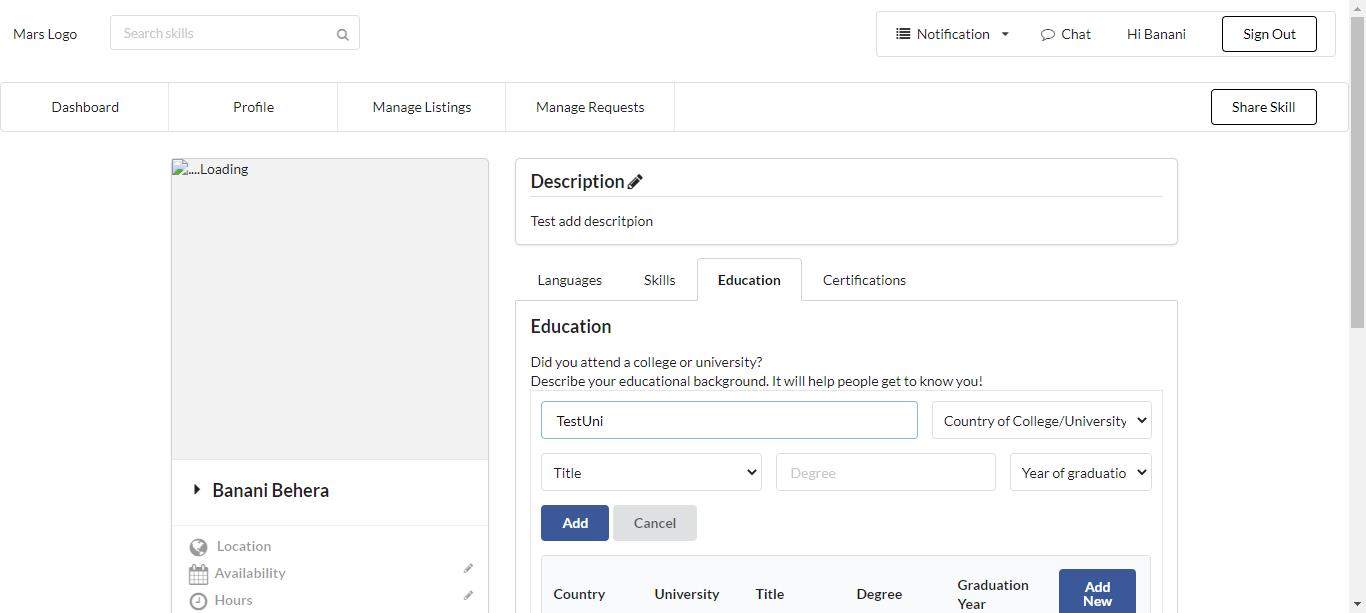 Mars Logo
Search skills
Notification
Chat
Hi Banani
Sign Out
Dashboard
Profile
Manage Listings
Manage Requests
Share Skill
....Loading
Banani Behera
Location
Availability
Hours
Description
Test add descritpion
Languages
Skills
Education
Certifications
Education
Did you attend a college or university?
Describe your educational background. It will help people get to know you!
TestUni
Country of College/University
Title
Degree
Year of graduatio
Add
Cancel
Country
University
Title
Degree
Graduation
Year
Add
New